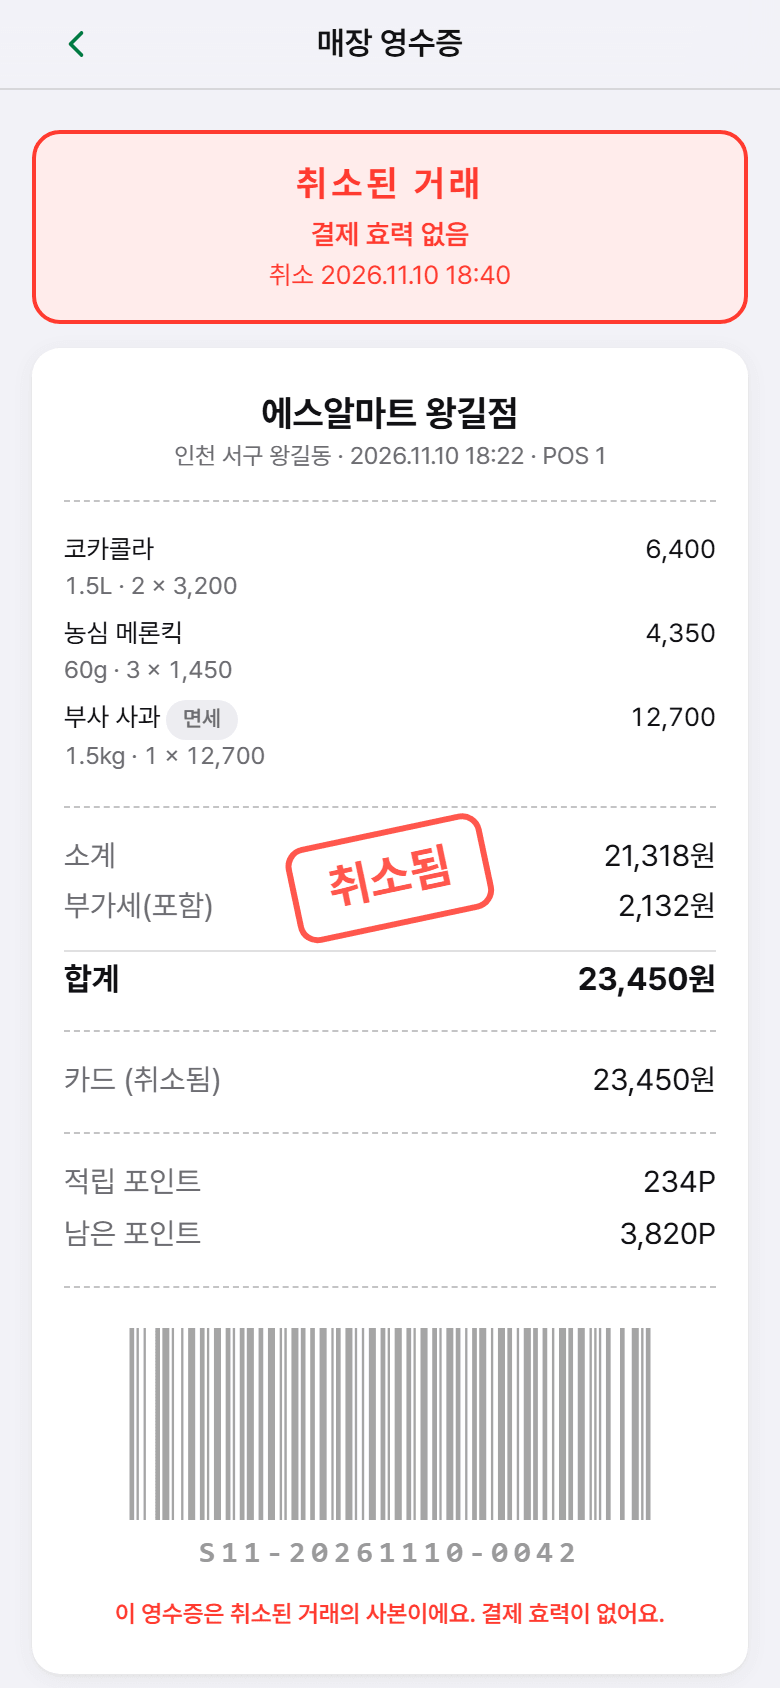 매장 영수증
취소된 거래
결제 효력 없음
취소 2026.11.10 18:40
에스알마트 왕길점
인천 서구 왕길동 · 2026.11.10 18:22 · POS 1
코카콜라 6,400
1.5L · 2 × 3,200
농심 메론킥 4,350
60g · 3 × 1,450
부사 사과 면세 12,700
1.5kg · 1 × 12,700
소계 21,318원
취소됨
부가세(포함) 2,132원
합계 23,450원
카드 (취소됨) 23,450원
적립 포인트 234P
남은 포인트 3,820P
S11-20261110-0042
이 영수증은 취소된 거래의 사본이에요. 결제 효력이 없어요.